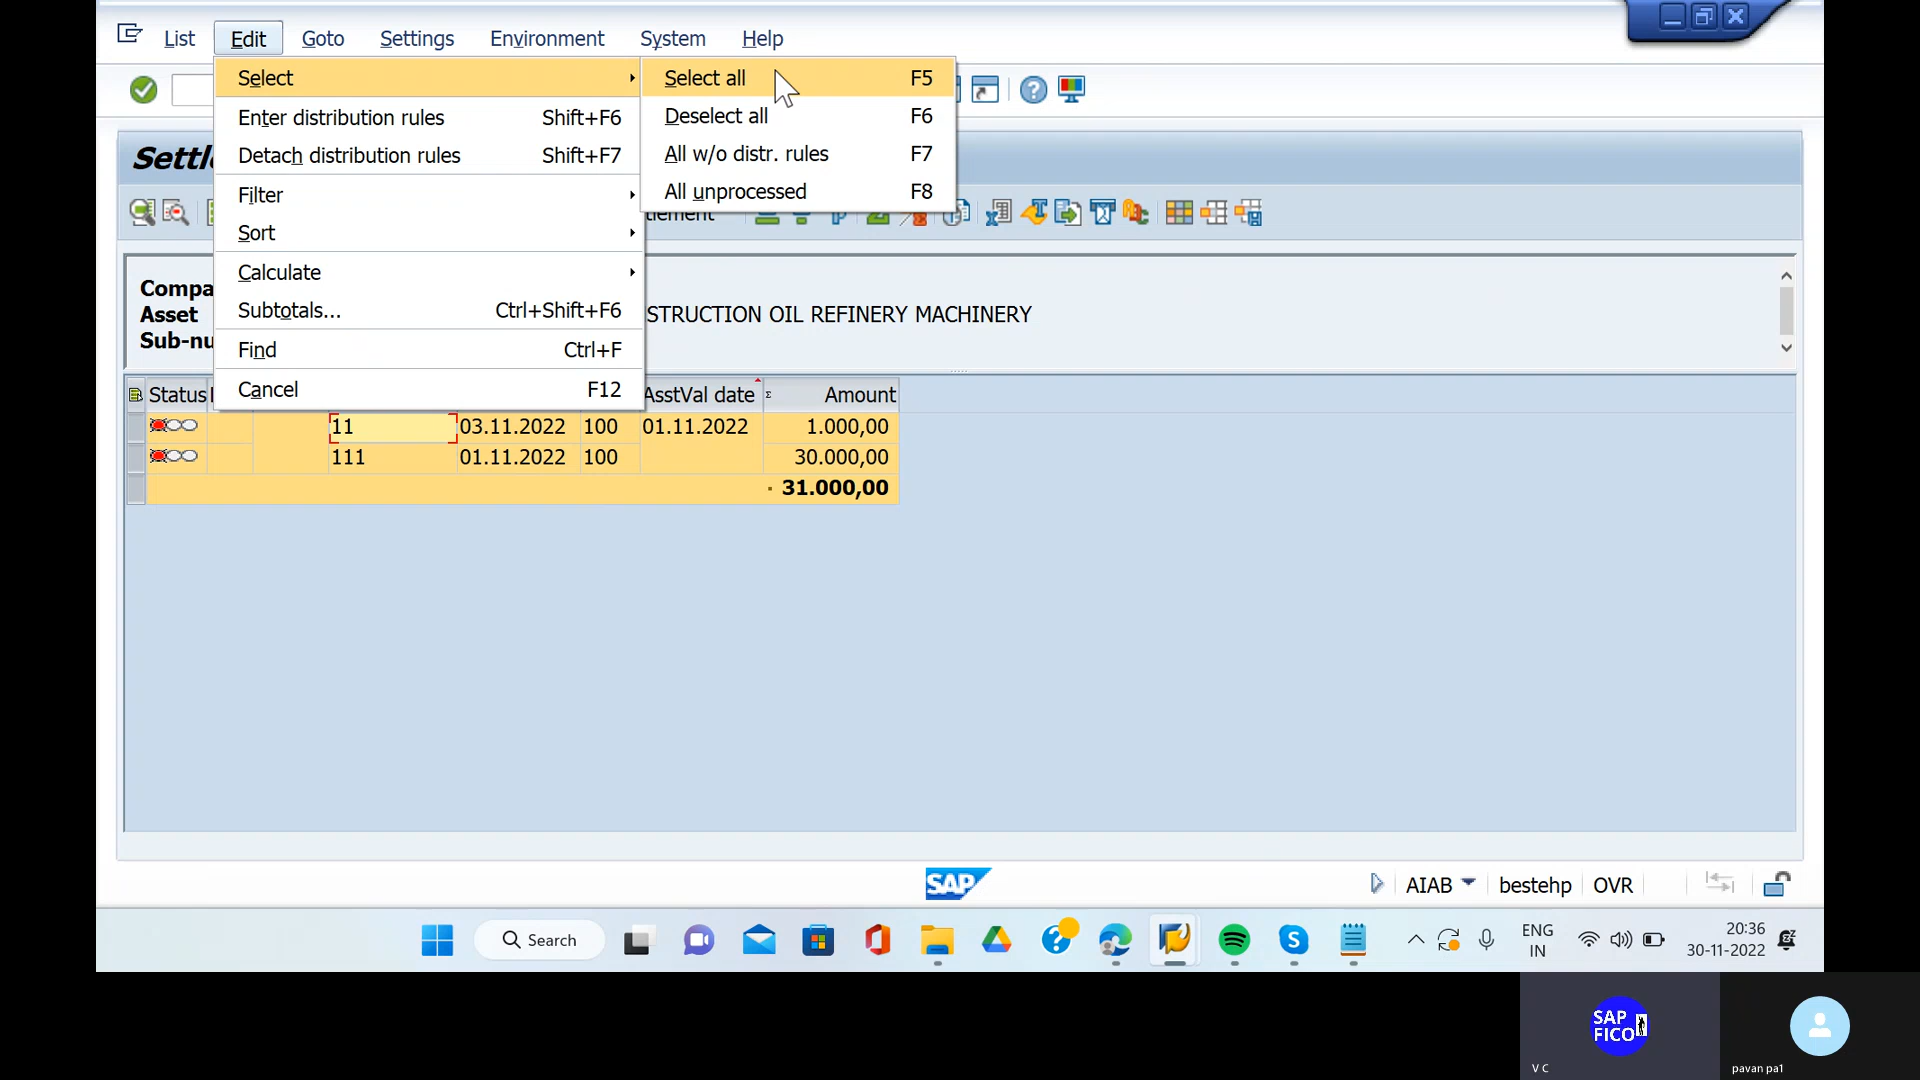 List Edit Goto Settings Environment System Help
Select
Enter distribution rules Shift+F6
Detach distribution rules Shift+F7
Filter
Sort
Calculate
Subtotals... Ctrl+Shift+F6
Find Ctrl+F
Cancel F12
Select all F5
Deselect all F6
All w/o distr. rules F7
All unprocessed F8
Settle
tlement
Compa
Asset STRUCTION OIL REFINERY MACHINERY
Sub-nu
Status AsstVal date Σ Amount
11 03.11.2022 100 01.11.2022 1.000,00
111 01.11.2022 100 30.000,00
31.000,00
SAP
AIAB bestehp OVR
Search
ENG
IN
20:36
30-11-2022
SAP
FICO
V C
pavan pa1